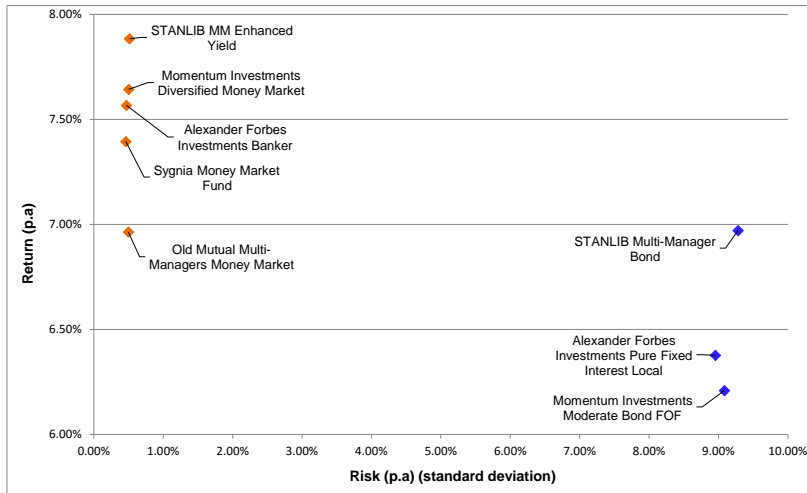 8.00%
STANLIB MM Enhanced
Yield
Momentum Investments
Diversified Money Market
7.50%
Alexander Forbes
Investments Banker
Sygnia Money Market
Fund
Return (p.a)
7.00%
Old Mutual Multi-
Managers Money Market
STANLIB Multi-Manager
Bond
6.50%
Alexander Forbes
Investments Pure Fixed
Interest Local
Momentum Investments
Moderate Bond FOF
6.00%
0.00% 1.00% 2.00% 3.00% 4.00% 5.00% 6.00% 7.00% 8.00% 9.00% 10.00%
Risk (p.a) (standard deviation)